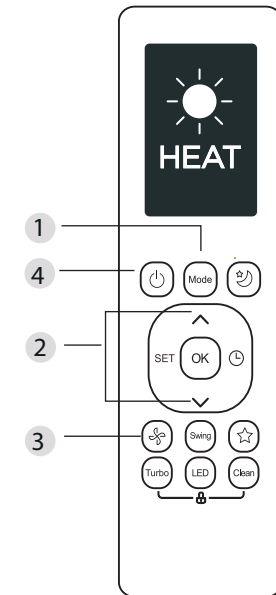 HEAT
1
Mode
4
2
SET OK
3
Swing
Turbo LED Clean